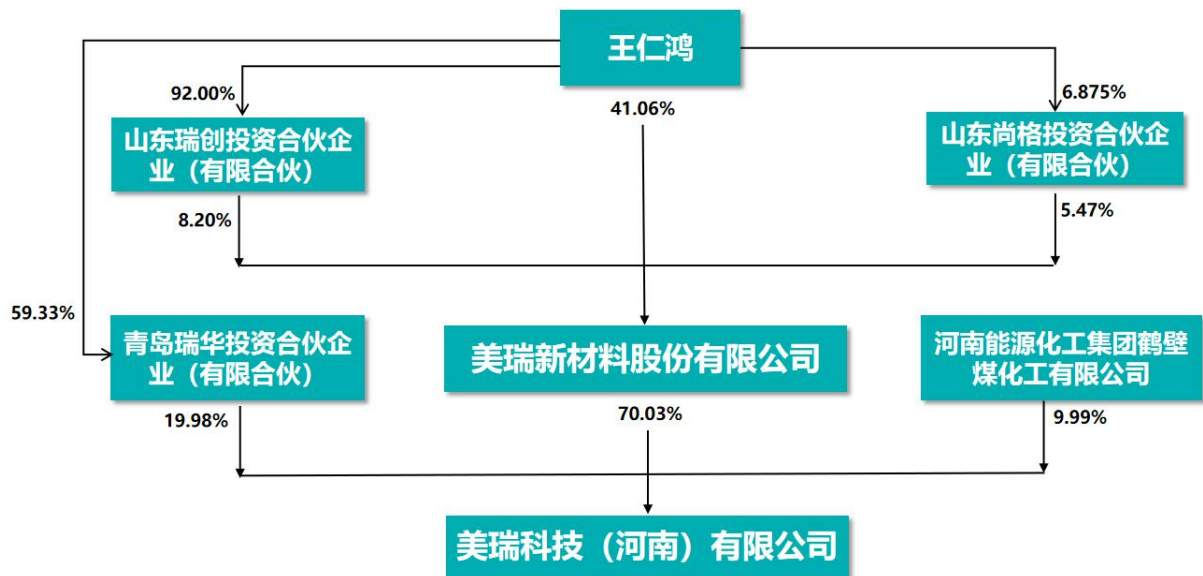 王仁鸿
92.00%
41.06%
6.875%
山东瑞创投资合伙企
业（有限合伙）
山东尚格投资合伙企
业（有限合伙）
8.20%
5.47%
59.33%
青岛瑞华投资合伙企
业（有限合伙）
美瑞新材料股份有限公司
河南能源化工集团鹤壁
煤化工有限公司
19.98%
70.03%
9.99%
美瑞科技（河南）有限公司